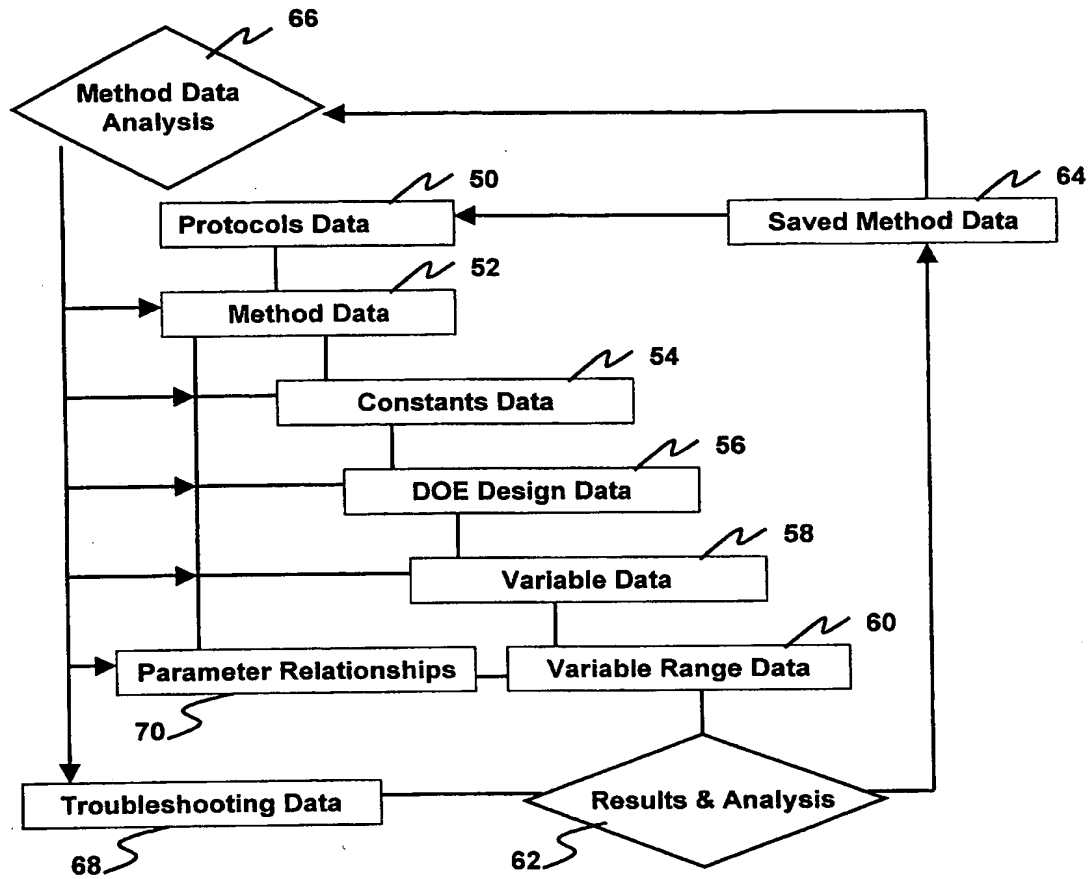 66
Method Data
Analysis
50
64
Protocols Data
Saved Method Data
52
Method Data
54
Constants Data
56
DOE Design Data
58
Variable Data
60
Parameter Relationships
Variable Range Data
70
Troubleshooting Data
Results & Analysis
68
62